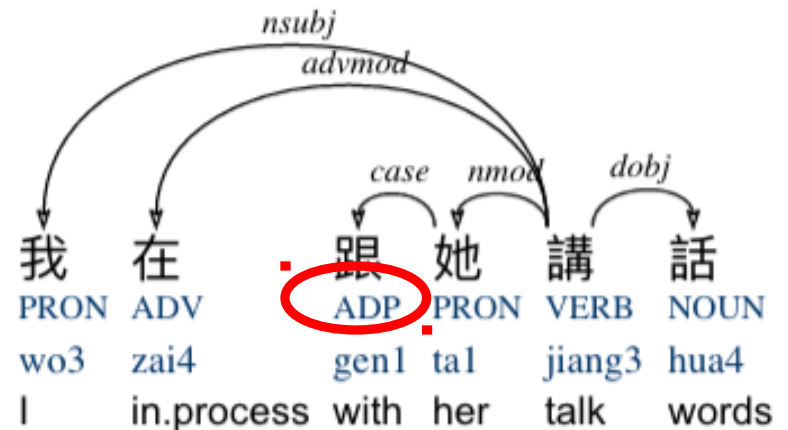 nsubj
advmod
case nmod dobj
我 在 跟 她 講 話
PRON ADV ADP PRON VERB NOUN
wo3 zai4 gen1 ta1 jiang3 hua4
I in.process with her talk words